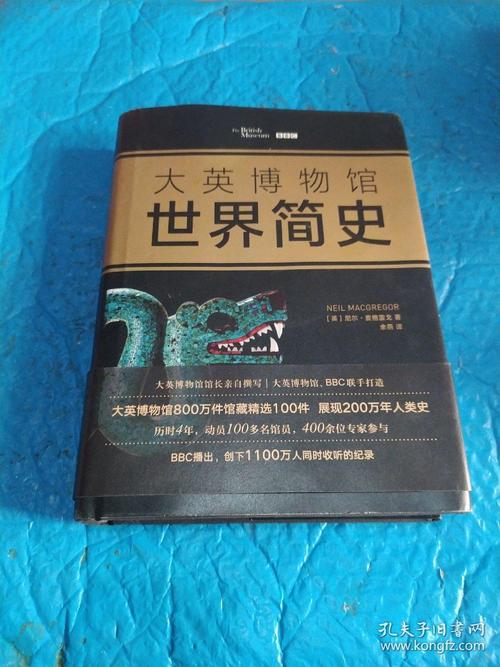 The British Museum BBC
大英博物馆
世界简史
NEIL MACGREGOR
[英] 尼尔·麦格雷戈 著
余燕 译
大英博物馆馆长亲自撰写 | 大英博物馆、BBC联手打造
大英博物馆800万件馆藏精选100件 展现200万年人类史
历时4年，动员100多名馆员，400余位专家参与
BBC播出，创下1100万人同时收听的纪录
孔夫子旧书网
www.kongfz.com